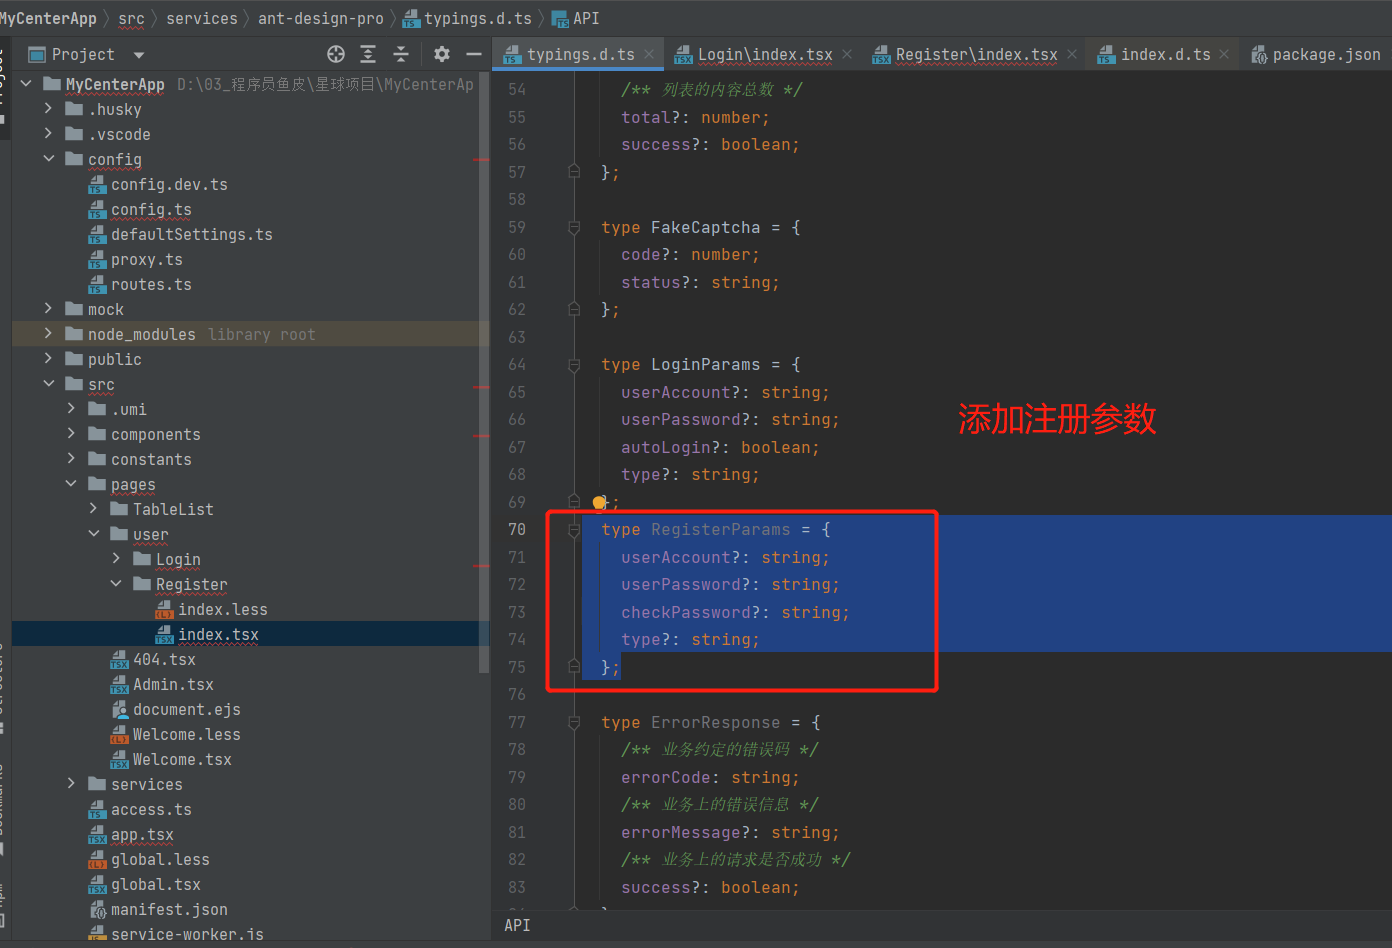 MyCenterApp src services ant-design-pro typings.d.ts API
Project
typings.d.ts Login\index.tsx Register\index.tsx index.d.ts package.json
MyCenterApp D:\03_程序员鱼皮\星球项目\MyCenterAp
.husky
.vscode
config
config.dev.ts
config.ts
defaultSettings.ts
proxy.ts
routes.ts
mock
node_modules library root
public
src
.umi
components
constants
pages
TableList
user
Login
Register
index.less
index.tsx
404.tsx
Admin.tsx
document.ejs
Welcome.less
Welcome.tsx
services
access.ts
app.tsx
global.less
global.tsx
manifest.json
service-worker.js
54 /** 列表的内容总数 */
55 total?: number;
56 success?: boolean;
57 };
58
59 type FakeCaptcha = {
60 code?: number;
61 status?: string;
62 };
63
64 type LoginParams = {
65 userAccount?: string;
66 userPassword?: string;
67 autoLogin?: boolean;
68 type?: string;
69 };
70 type RegisterParams = {
71 userAccount?: string;
72 userPassword?: string;
73 checkPassword?: string;
74 type?: string;
75 };
76
77 type ErrorResponse = {
78 /** 业务约定的错误码 */
79 errorCode: string;
80 /** 业务上的错误信息 */
81 errorMessage?: string;
82 /** 业务上的请求是否成功 */
83 success?: boolean;
添加注册参数
API